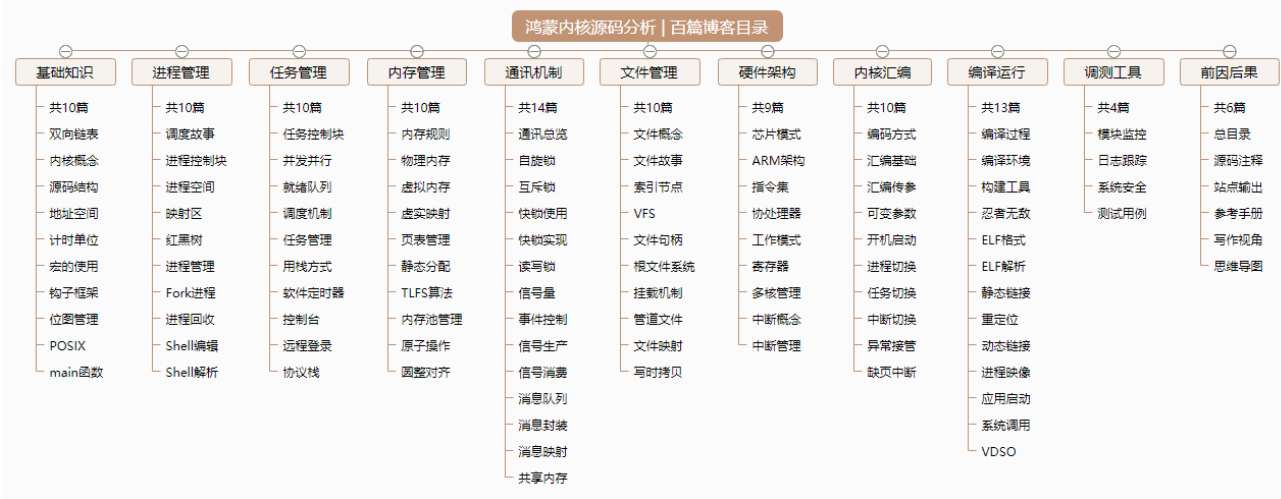 鸿蒙内核源码分析 | 百篇博客目录
基础知识
共10篇
双向链表
内核概念
源码结构
地址空间
计时单位
宏的使用
钩子框架
位图管理
POSIX
main函数
进程管理
共10篇
调度故事
进程控制块
进程空间
映射区
红黑树
进程管理
Fork进程
进程回收
Shell编辑
Shell解析
任务管理
共10篇
任务控制块
并发并行
就绪队列
调度机制
任务管理
用栈方式
软件定时器
控制台
远程登录
协议栈
内存管理
共10篇
内存规则
物理内存
虚拟内存
虚实映射
页表管理
静态分配
TLFS算法
内存池管理
原子操作
圆整对齐
通讯机制
共14篇
通讯总览
自旋锁
互斥锁
快锁使用
快锁实现
读写锁
信号量
事件控制
信号生产
信号消费
消息队列
消息封装
消息映射
共享内存
文件管理
共10篇
文件概念
文件故事
索引节点
VFS
文件句柄
根文件系统
挂载机制
管道文件
文件映射
写时拷贝
硬件架构
共9篇
芯片模式
ARM架构
指令集
协处理器
工作模式
寄存器
多核管理
中断概念
中断管理
内核汇编
共10篇
编码方式
汇编基础
汇编传参
可变参数
开机启动
进程切换
任务切换
中断切换
异常接管
缺页中断
编译运行
共13篇
编译过程
编译环境
构建工具
忍者无敌
ELF格式
ELF解析
静态链接
重定位
动态链接
进程映像
应用启动
系统调用
VDSO
调测工具
共4篇
模块监控
日志跟踪
系统安全
测试用例
前因后果
共6篇
总目录
源码注释
站点输出
参考手册
写作视角
思维导图